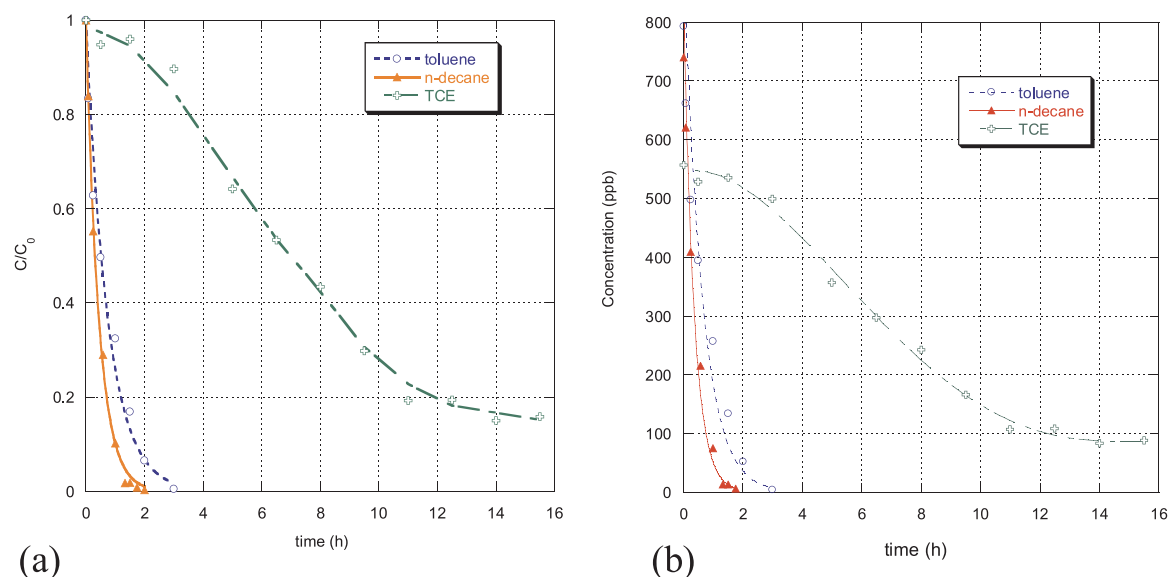 1
0.8
0.6
0.4
0.2
0
C/C0
0 2 4 6 8 10 12 14 16
time (h)
toluene
n-decane
TCE
(a)
800
700
600
500
400
300
200
100
0
Concentration (ppb)
0 2 4 6 8 10 12 14 16
time (h)
toluene
n-decane
TCE
(b)